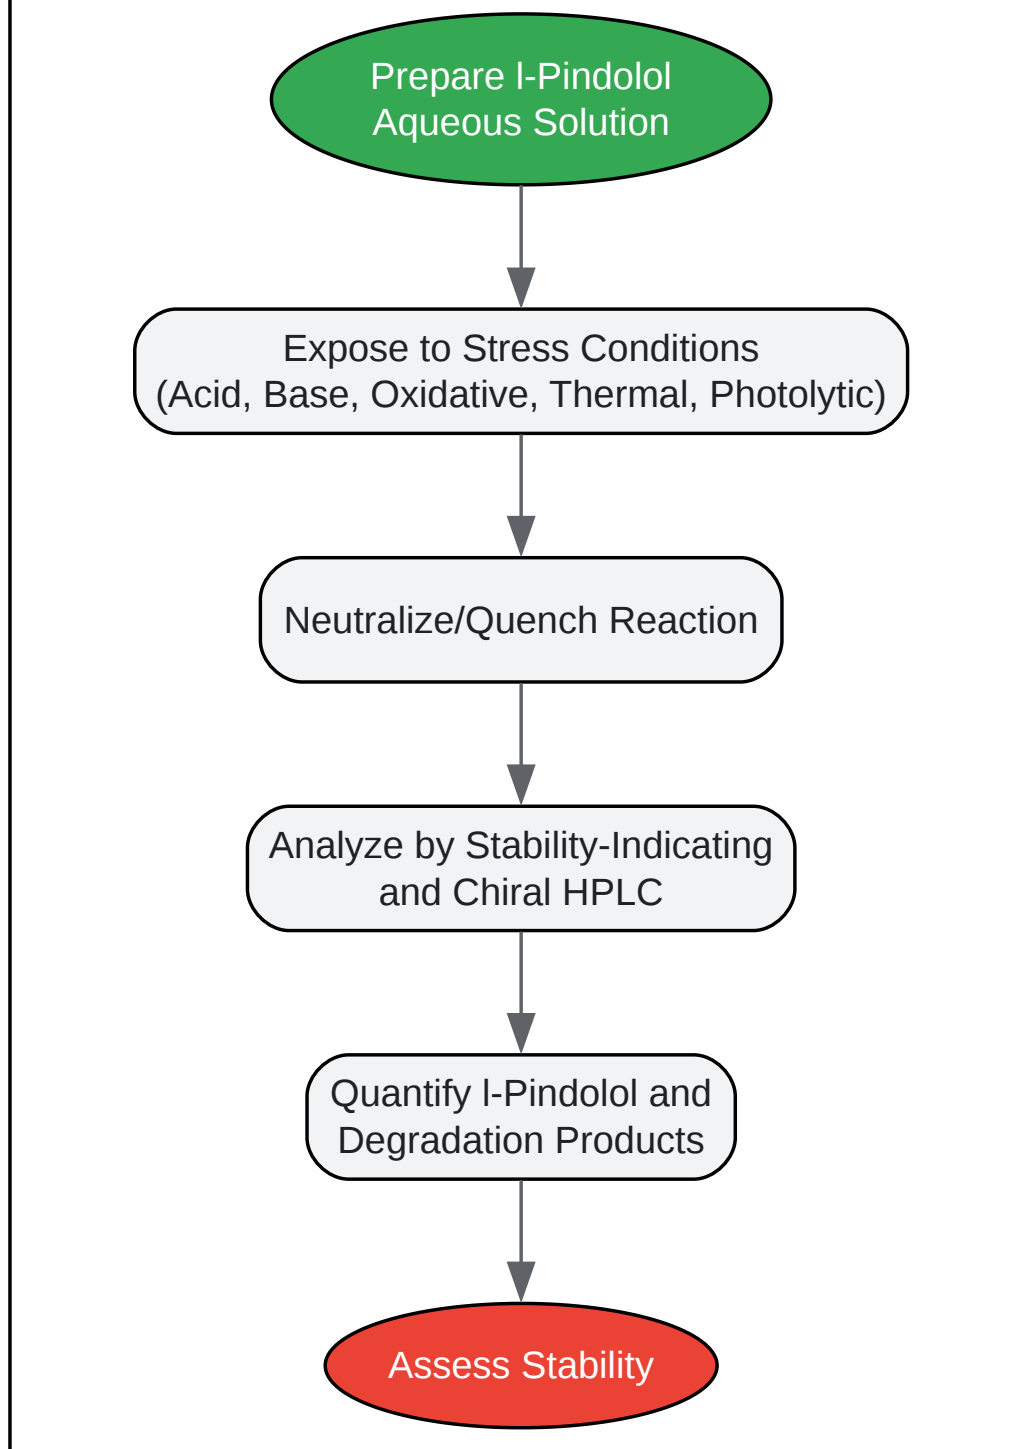 Prepare l-Pindolol
Aqueous Solution
Expose to Stress Conditions
(Acid, Base, Oxidative, Thermal, Photolytic)
Neutralize/Quench Reaction
Analyze by Stability-Indicating
and Chiral HPLC
Quantify l-Pindolol and
Degradation Products
Assess Stability